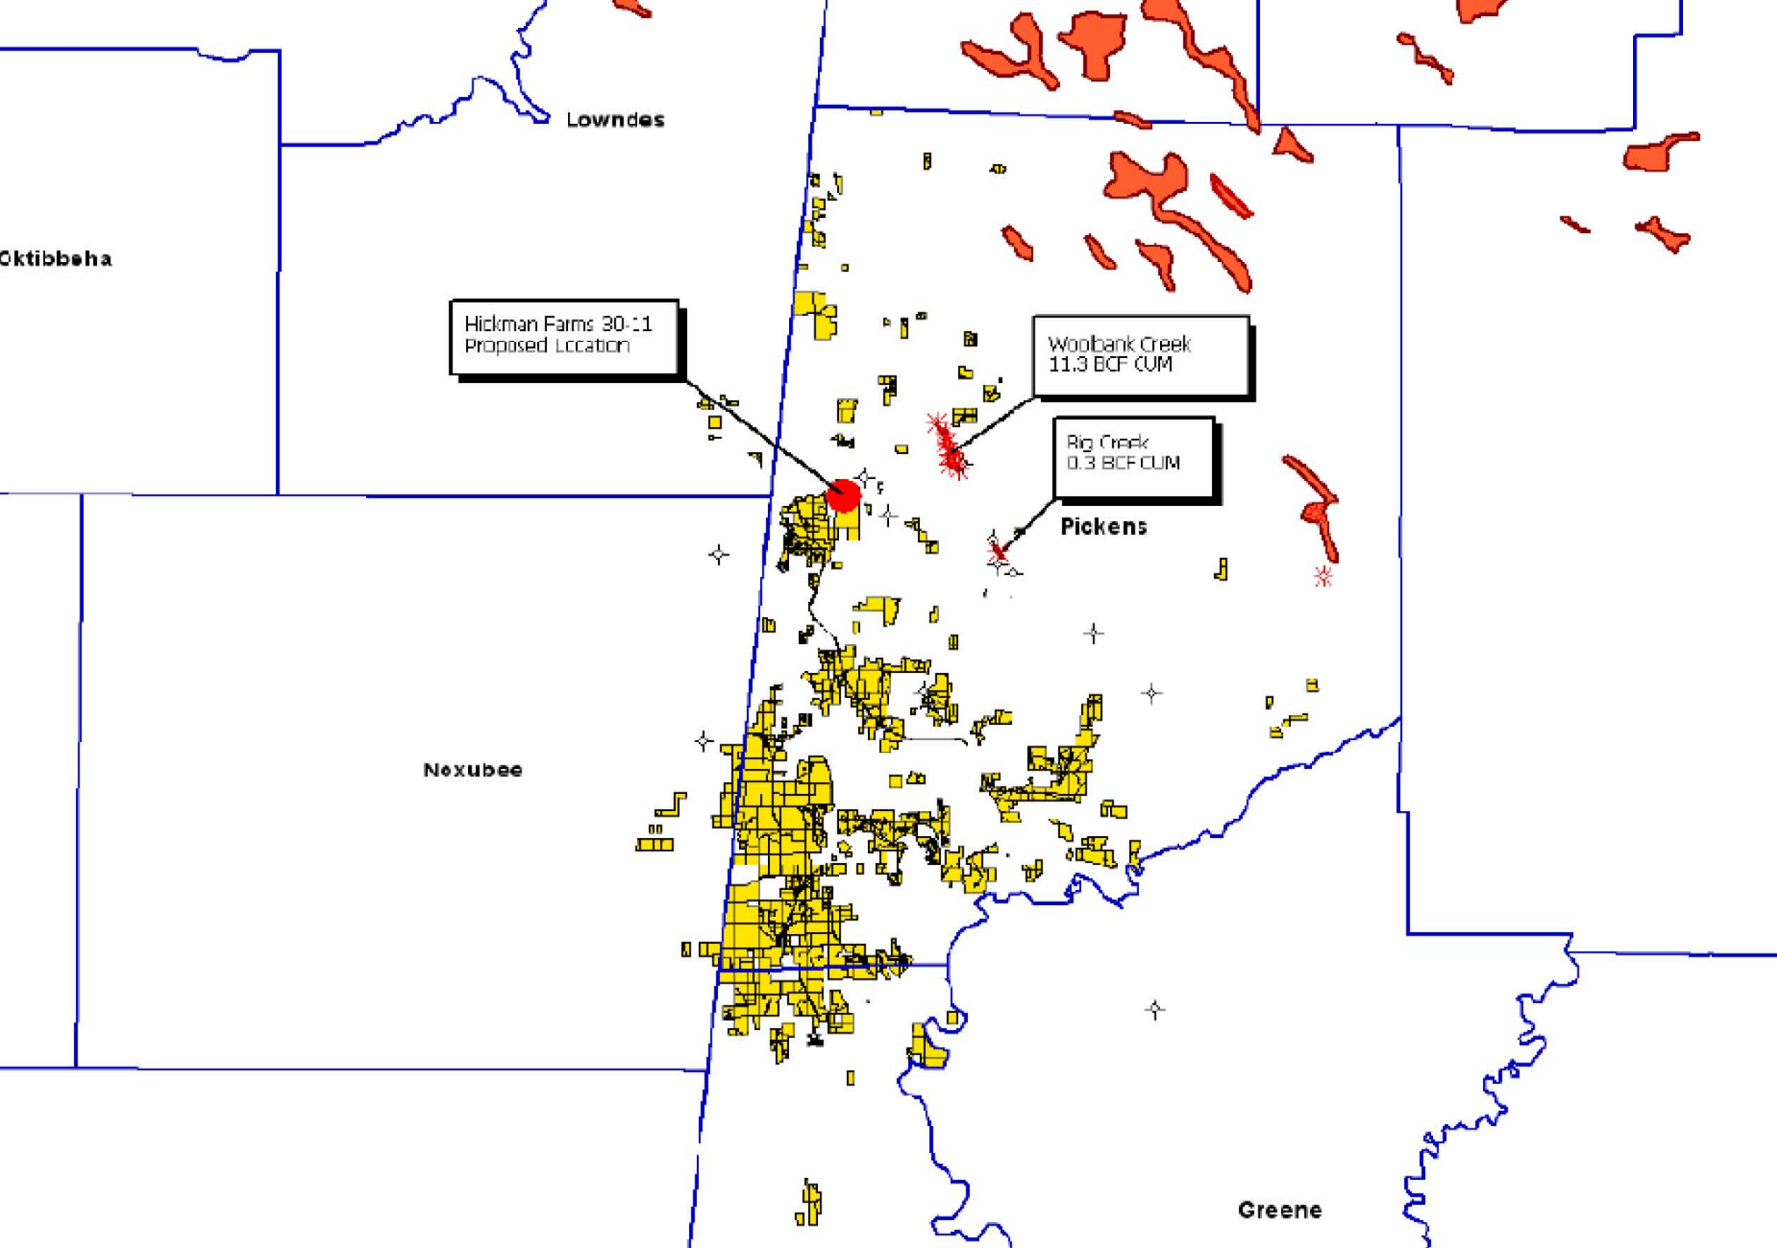 Lowndes
Oktibbeha
Hickman Farms 30-11
Proposed Location
Woolbank Creek
11.3 BCF CUM
Big Creek
0.3 BCF CUM
Pickens
Noxubee
Greene